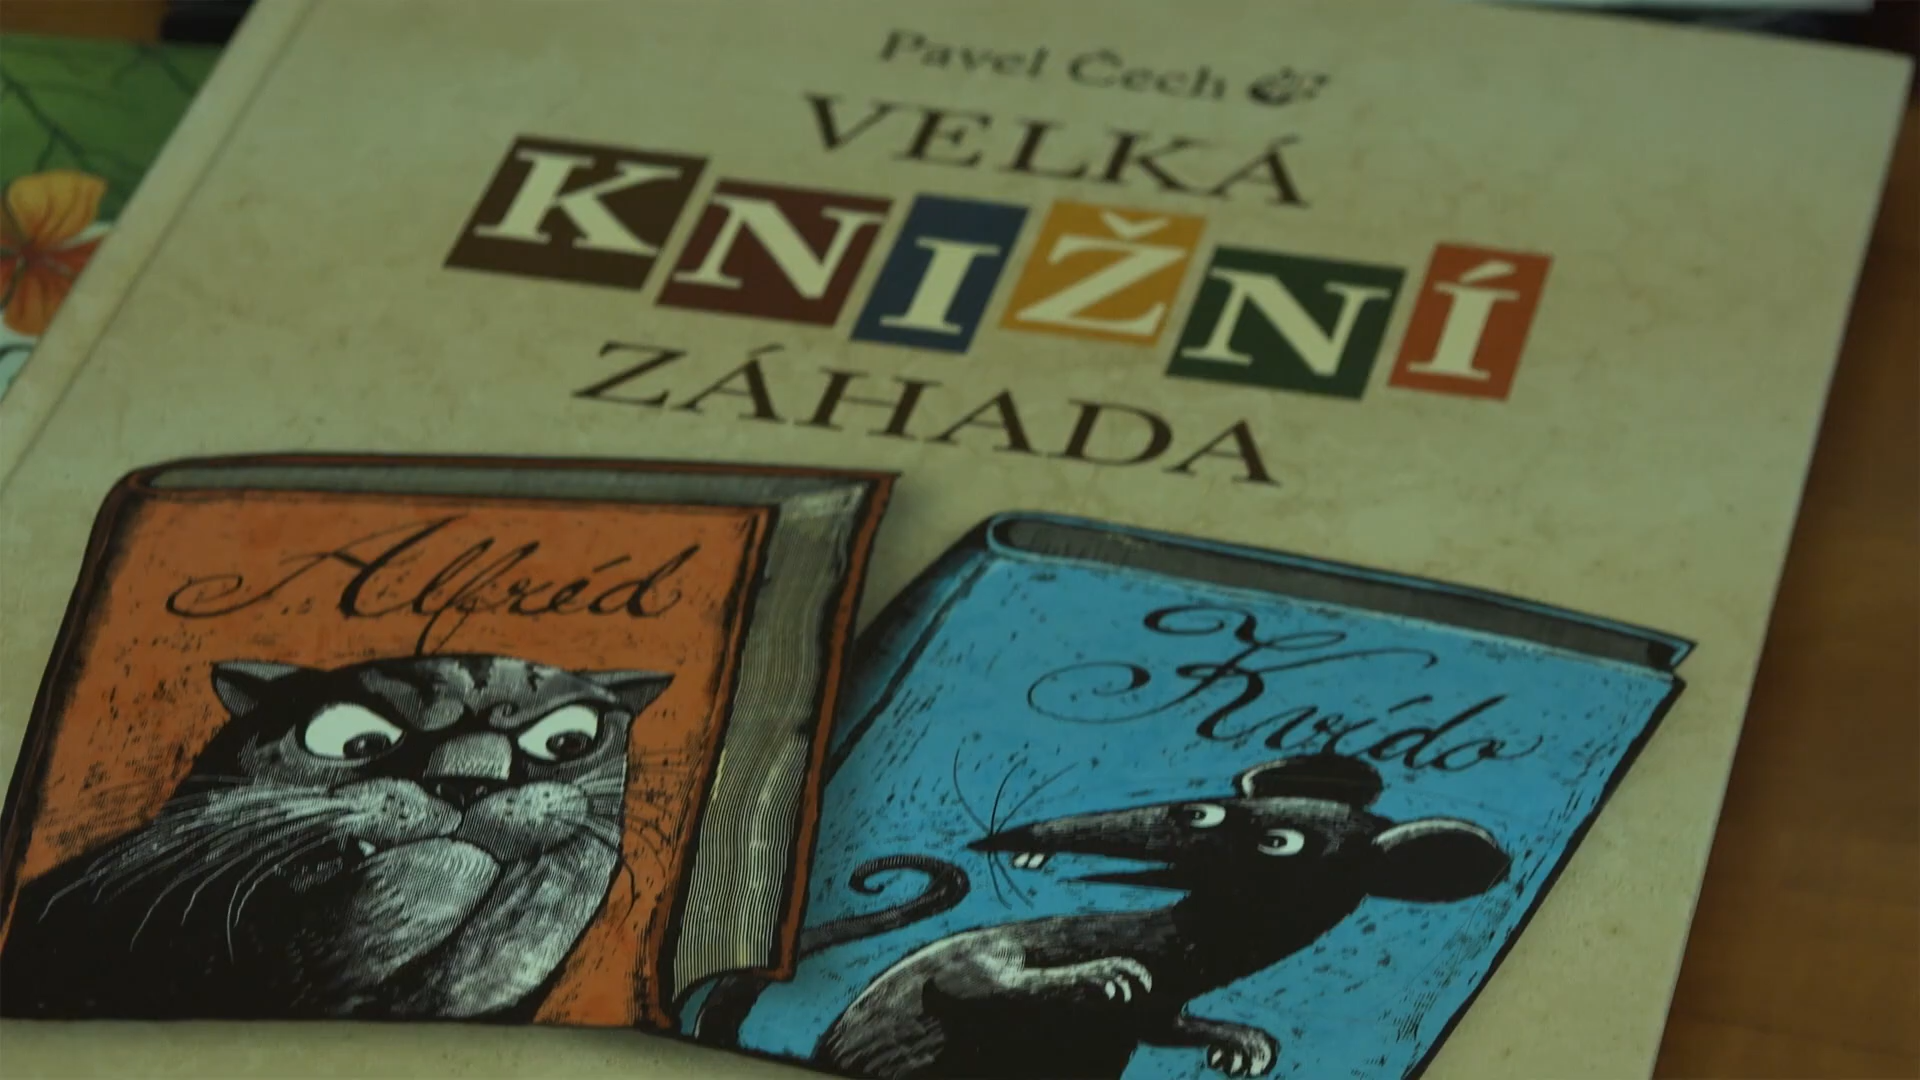 Pavel Čech
VELKÁ
KNIŽNÍ
ZÁHADA
Alfréd
Kvído